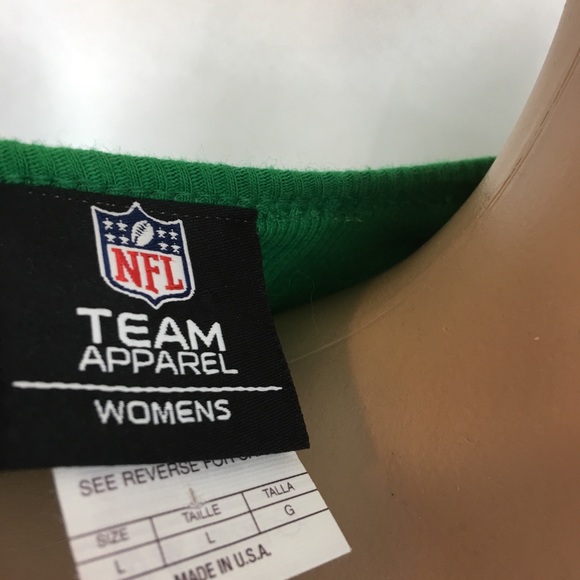 NFL
TEAM
APPAREL
WOMENS
SEE REVERSE FOR
SIZE TAILLE TALLA
L L G
MADE IN U.S.A.